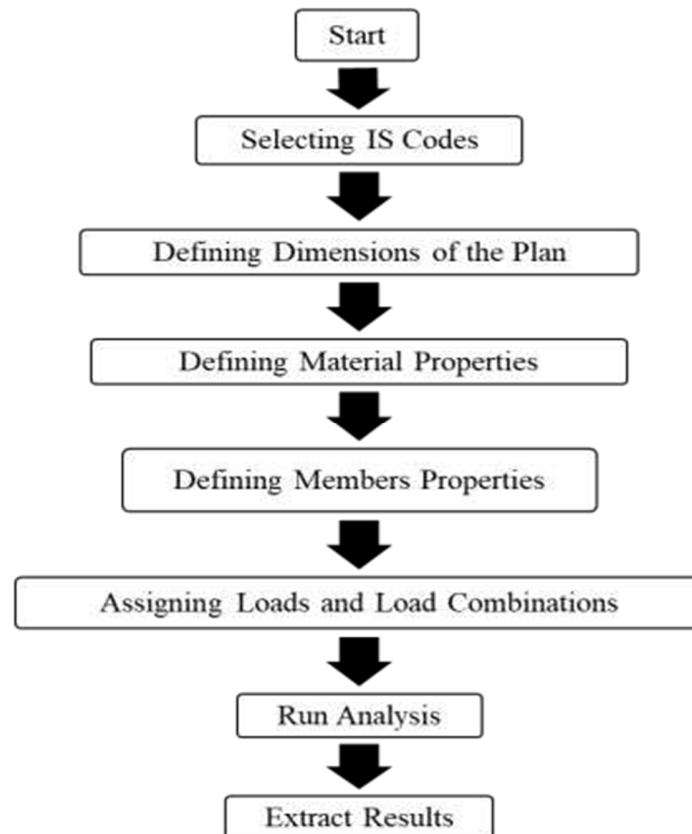 Start
Selecting IS Codes
Defining Dimensions of the Plan
Defining Material Properties
Defining Members Properties
Assigning Loads and Load Combinations
Run Analysis
Extract Results